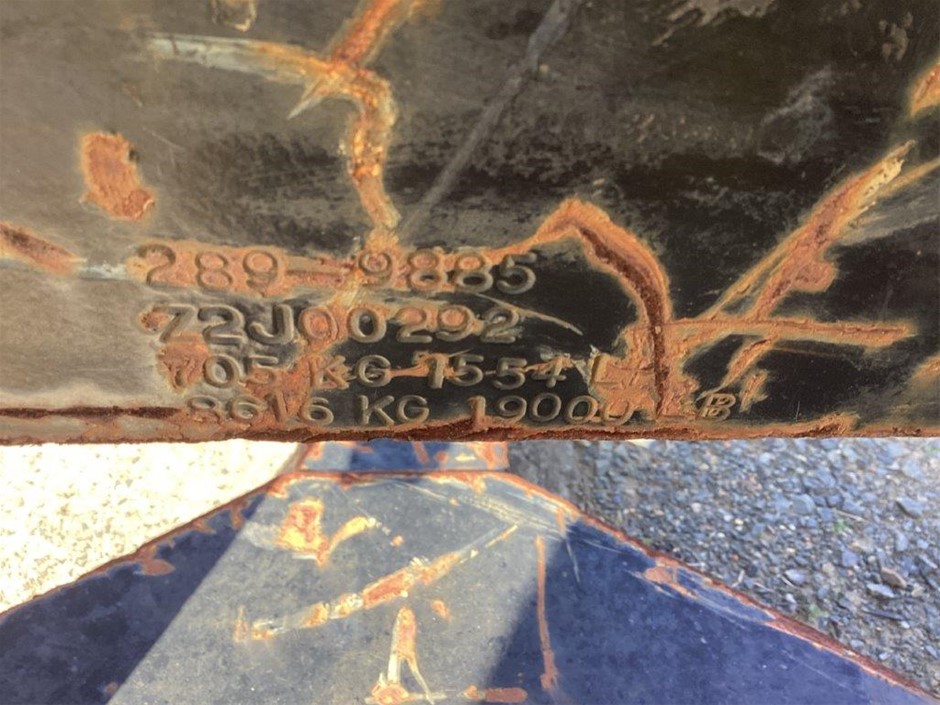 289-9885
72J00292
705 KG 1554 L
8616 KG 19000 LB